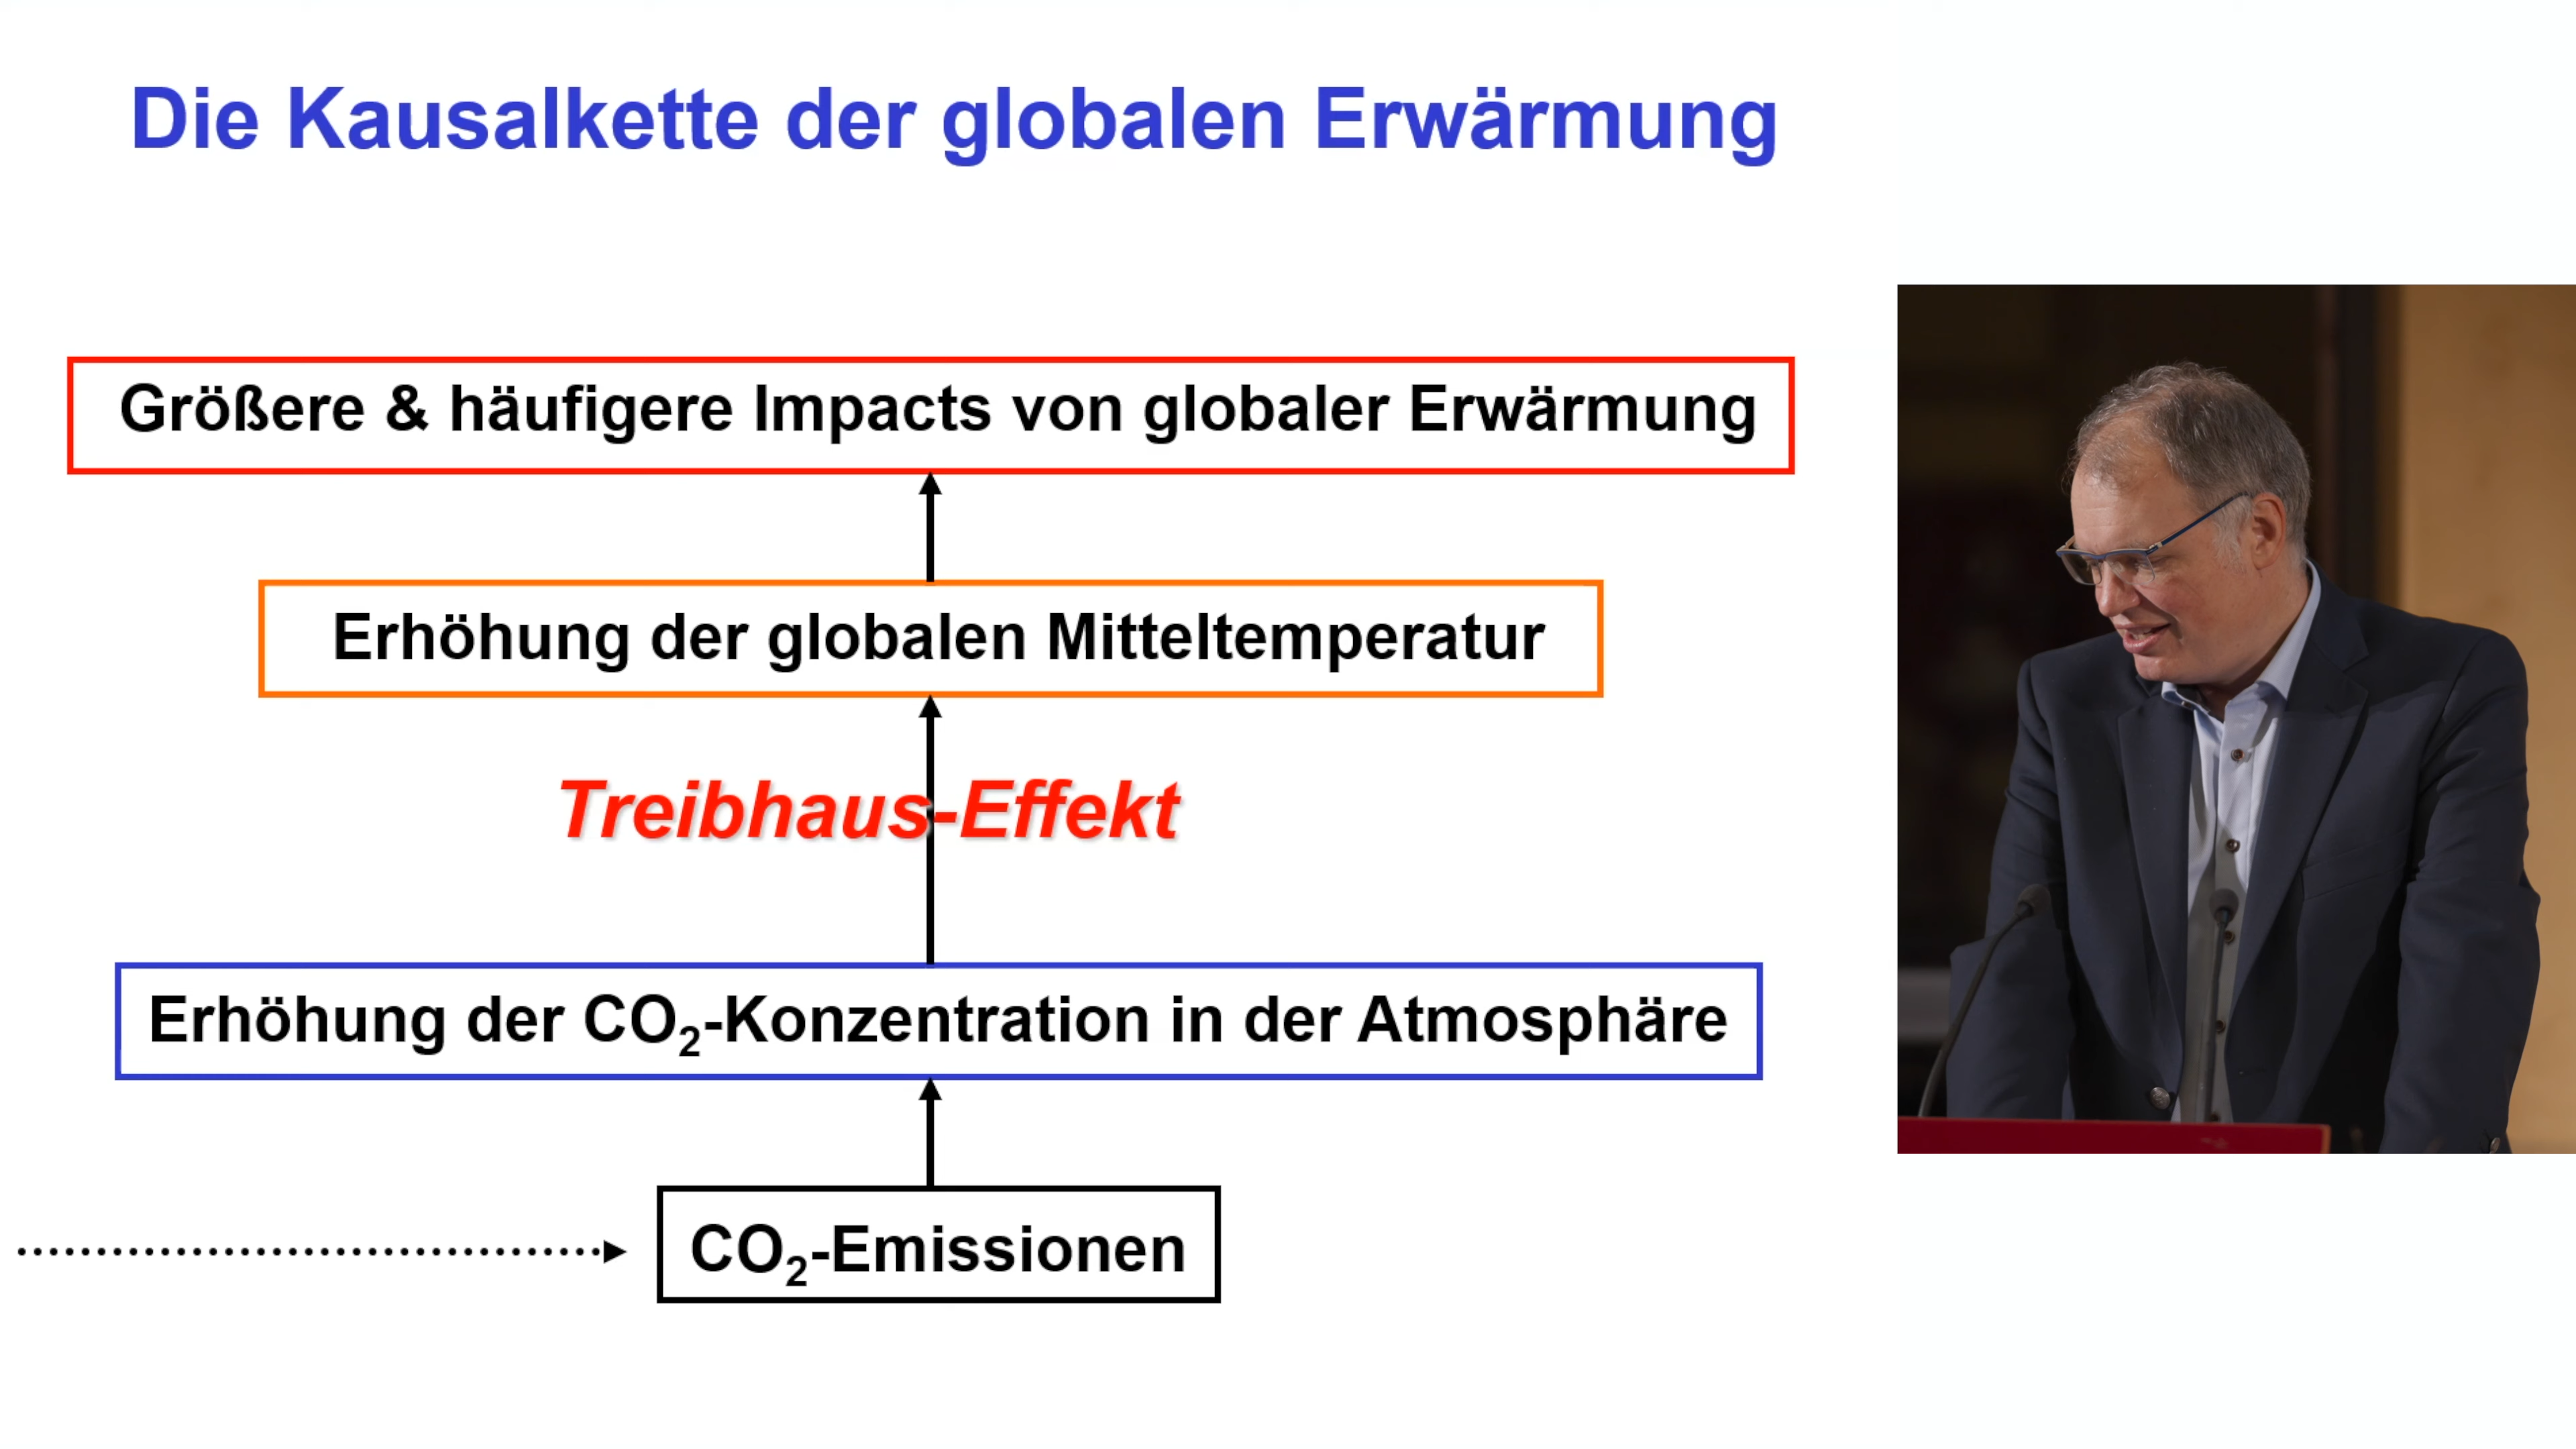 Die Kausalkette der globalen Erwärmung
Größere & häufigere Impacts von globaler Erwärmung
Erhöhung der globalen Mitteltemperatur
Treibhaus-Effekt
Erhöhung der CO₂-Konzentration in der Atmosphäre
CO₂-Emissionen